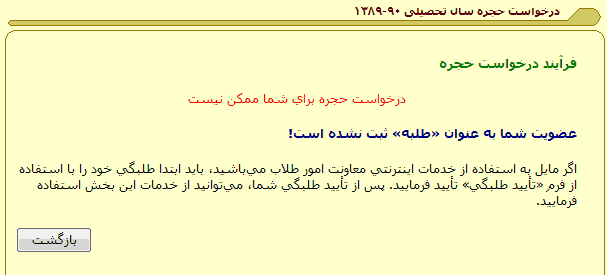 درخواست حجره سال تحصيلي ۹۰-۱۳۸۹
فرآيند درخواست حجره
درخواست حجره براي شما ممكن نيست
عضويت شما به عنوان «طلبه» ثبت نشده است!
اگر مايل به استفاده از خدمات اينترنتي معاونت امور طلاب مي‌باشيد، بايد ابتدا طلبگي خود را با استفاده
از فرم «تأييد طلبگي» تأييد فرماييد. پس از تأييد طلبگي شما، مي‌توانيد از خدمات اين بخش استفاده
فرماييد.
بازگشت